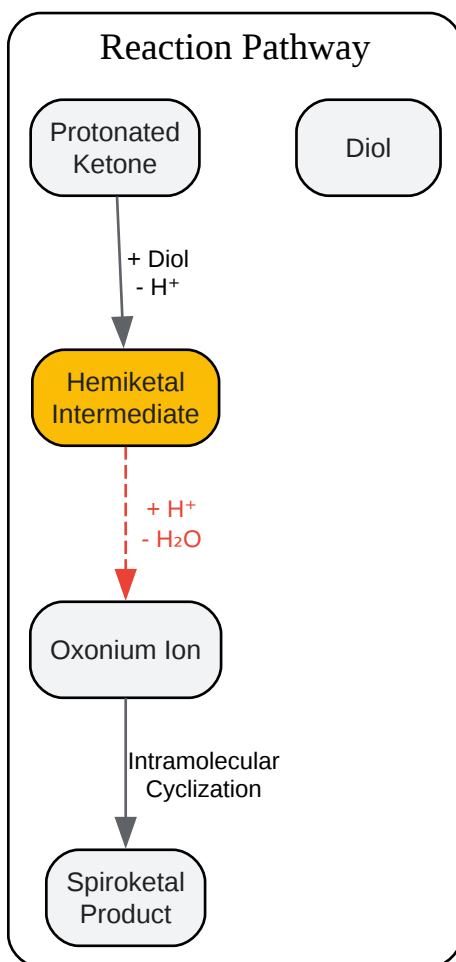 Reaction Pathway
Protonated
Ketone
Diol
+ Diol
- H⁺
Hemiketal
Intermediate
+ H⁺
- H₂O
Oxonium Ion
Intramolecular
Cyclization
Spiroketal
Product